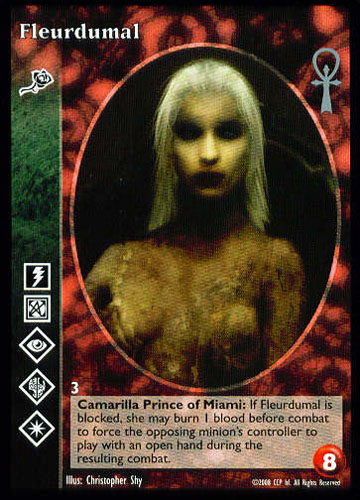 Fleurdumal
3
Camarilla Prince of Miami: If Fleurdumal is
blocked, she may burn 1 blood before combat
to force the opposing minion's controller to
play with an open hand during the
resulting combat.
8
Illus: Christopher Shy
©2008 CCP hf. All Rights Reserved